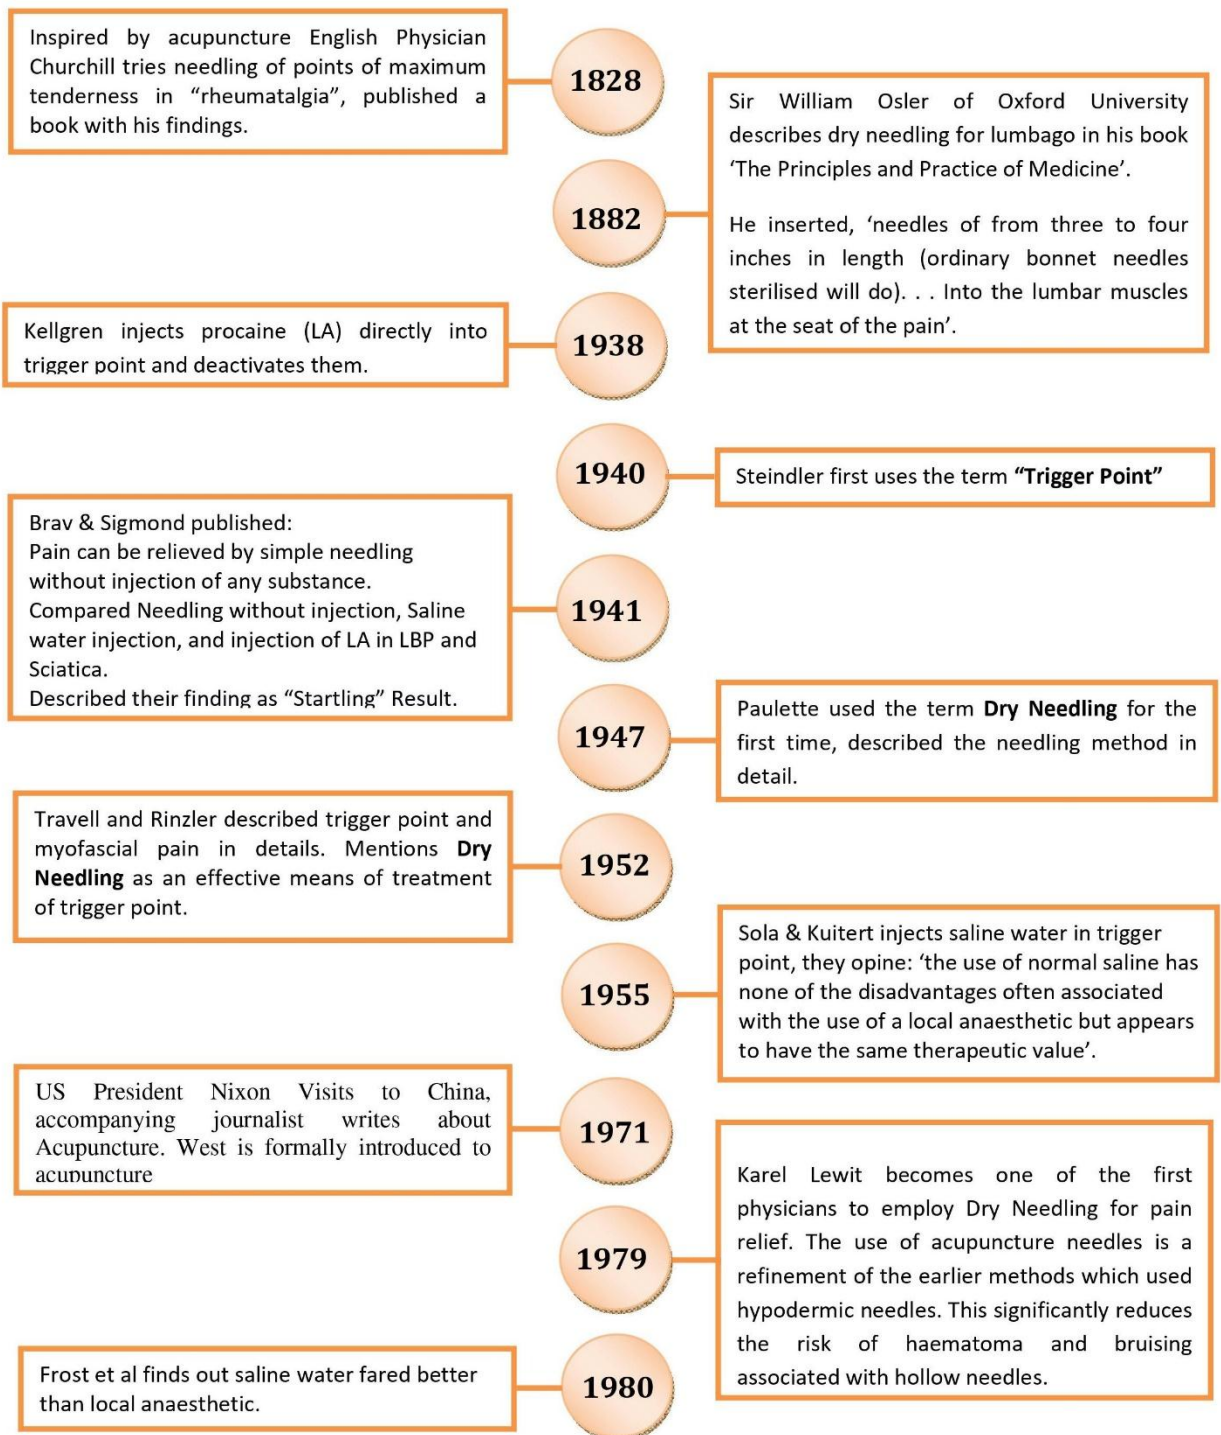 Inspired by acupuncture English Physician
Churchill tries needling of points of maximum
tenderness in “rheumatalgia”, published a
book with his findings.
1828
Sir William Osler of Oxford University
describes dry needling for lumbago in his book
‘The Principles and Practice of Medicine’.
He inserted, ‘needles of from three to four
inches in length (ordinary bonnet needles
sterilised will do). . . Into the lumbar muscles
at the seat of the pain’.
1882
Kellgren injects procaine (LA) directly into
trigger point and deactivates them.
1938
1940
Steindler first uses the term “Trigger Point”
Brav & Sigmond published:
Pain can be relieved by simple needling
without injection of any substance.
Compared Needling without injection, Saline
water injection, and injection of LA in LBP and
Sciatica.
Described their finding as “Startling” Result.
1941
1947
Paulette used the term Dry Needling for the
first time, described the needling method in
detail.
Travell and Rinzler described trigger point and
myofascial pain in details. Mentions Dry
Needling as an effective means of treatment
of trigger point.
1952
1955
Sola & Kuitert injects saline water in trigger
point, they opine: ‘the use of normal saline has
none of the disadvantages often associated
with the use of a local anaesthetic but appears
to have the same therapeutic value’.
US President Nixon Visits to China,
accompanying journalist writes about
Acupuncture. West is formally introduced to
acupuncture
1971
1979
Karel Lewit becomes one of the first
physicians to employ Dry Needling for pain
relief. The use of acupuncture needles is a
refinement of the earlier methods which used
hypodermic needles. This significantly reduces
the risk of haematoma and bruising
associated with hollow needles.
Frost et al finds out saline water fared better
than local anaesthetic.
1980